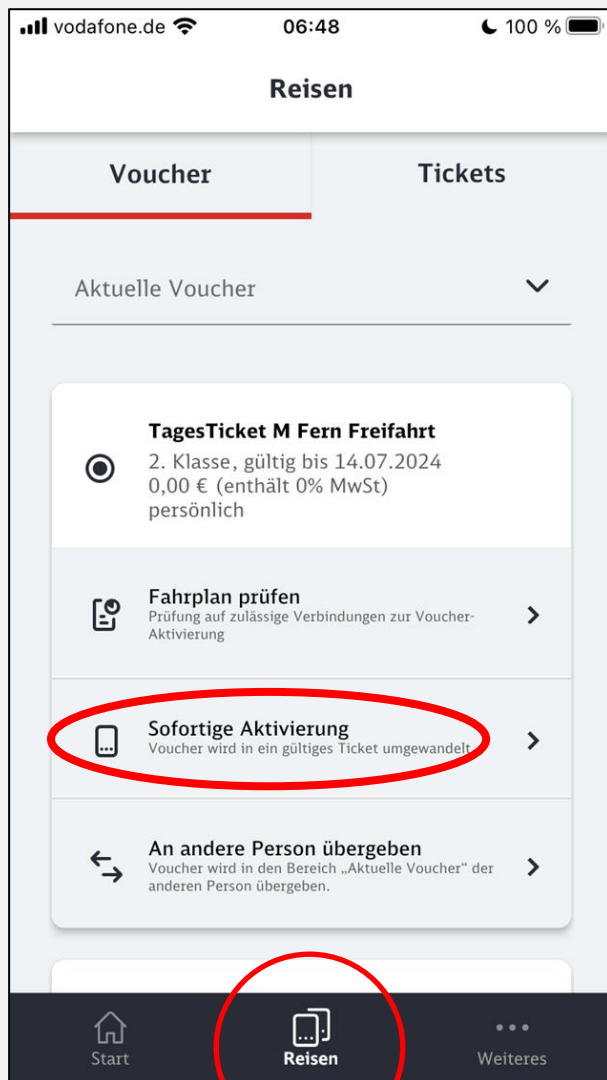 vodafone.de 06:48 100 %
Reisen
Voucher Tickets
Aktuelle Voucher
TagesTicket M Fern Freifahrt
2. Klasse, gültig bis 14.07.2024
0,00 € (enthält 0% MwSt)
persönlich
Fahrplan prüfen
Prüfung auf zulässige Verbindungen zur Voucher-
Aktivierung
Sofortige Aktivierung
Voucher wird in ein gültiges Ticket umgewandelt
An andere Person übergeben
Voucher wird in den Bereich „Aktuelle Voucher" der
anderen Person übergeben.
Start Reisen Weiteres